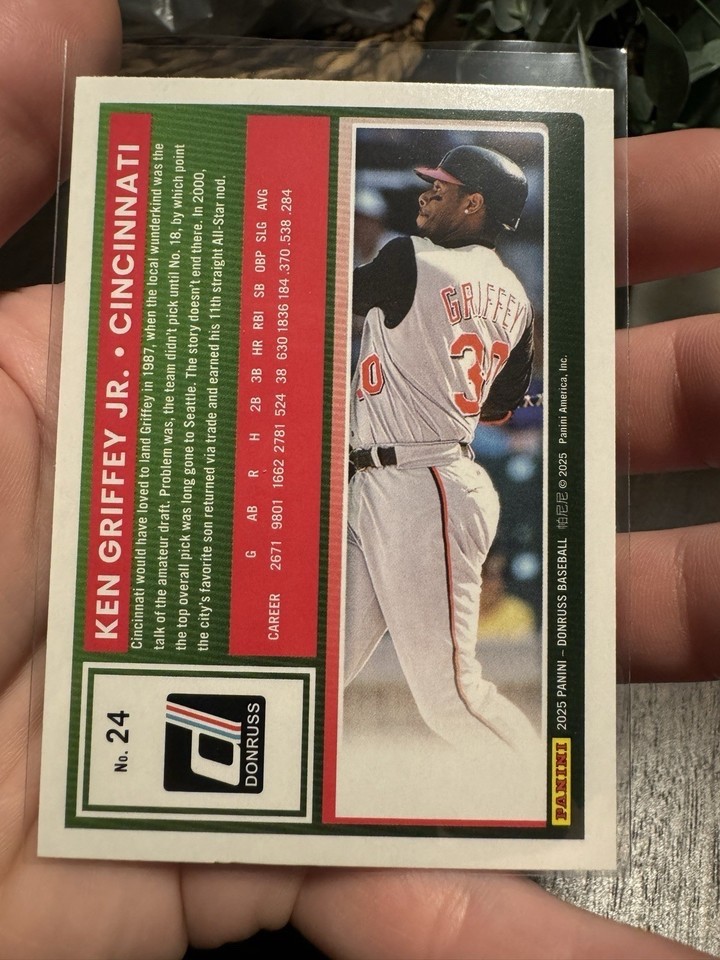 KEN GRIFFEY JR. • CINCINNATI
Cincinnati would have loved to land Griffey in 1987, when the local wunderkind was the
talk of the amateur draft. Problem was, the team didn't pick until No. 18, by which point
the top overall pick was long gone to Seattle. The story doesn't end there. In 2000,
the city's favorite son returned via trade and earned his 11th straight All-Star nod.
G AB R H 2B 3B HR RBI SB OBP SLG AVG
CAREER 2671 9801 1662 2781 524 38 630 1836 184 .370 .538 .284
No. 24
DONRUSS
GRIFFEY
30
PANINI 2025 PANINI – DONRUSS BASEBALL 帕尼尼 © 2025 Panini America, Inc.